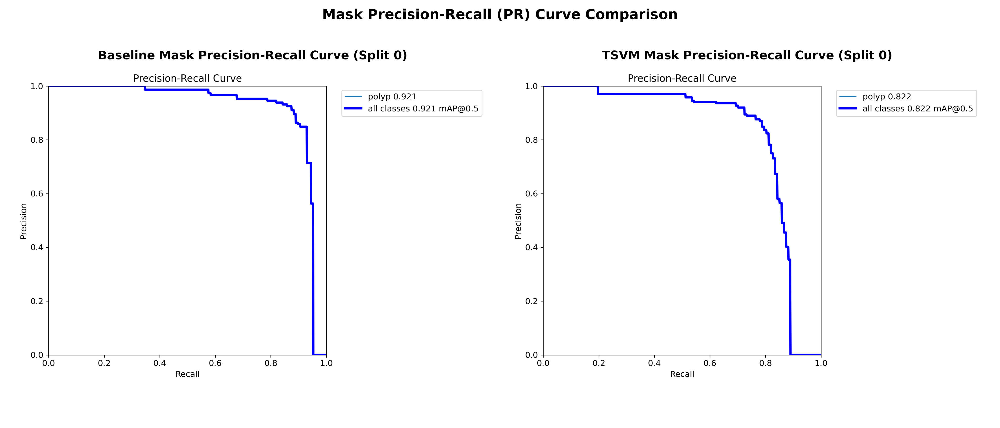 Mask Precision-Recall (PR) Curve Comparison
Baseline Mask Precision-Recall Curve (Split 0)
Precision-Recall Curve
1.0
0.8
0.6
0.4
0.2
0.0
Precision
0.0 0.2 0.4 0.6 0.8 1.0
Recall
polyp 0.921
all classes 0.921 mAP@0.5
TSVM Mask Precision-Recall Curve (Split 0)
Precision-Recall Curve
1.0
0.8
0.6
0.4
0.2
0.0
Precision
0.0 0.2 0.4 0.6 0.8 1.0
Recall
polyp 0.822
all classes 0.822 mAP@0.5